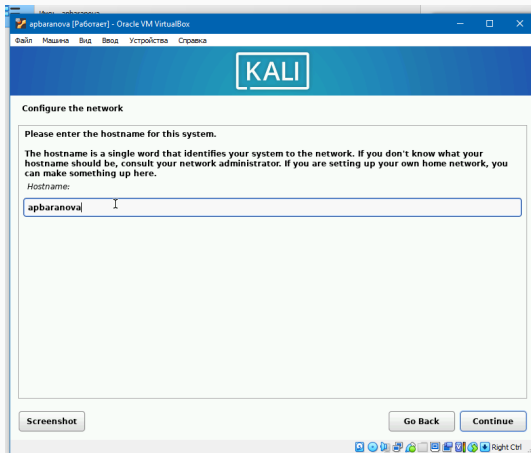 apbaranova [Работает] - Oracle VM VirtualBox
Файл Машина Вид Ввод Устройства Справка
KALI
Configure the network
Please enter the hostname for this system.
The hostname is a single word that identifies your system to the network. If you don't know what your
hostname should be, consult your network administrator. If you are setting up your own home network, you
can make something up here.
Hostname:
apbaranova
Screenshot Go Back Continue
Right Ctrl